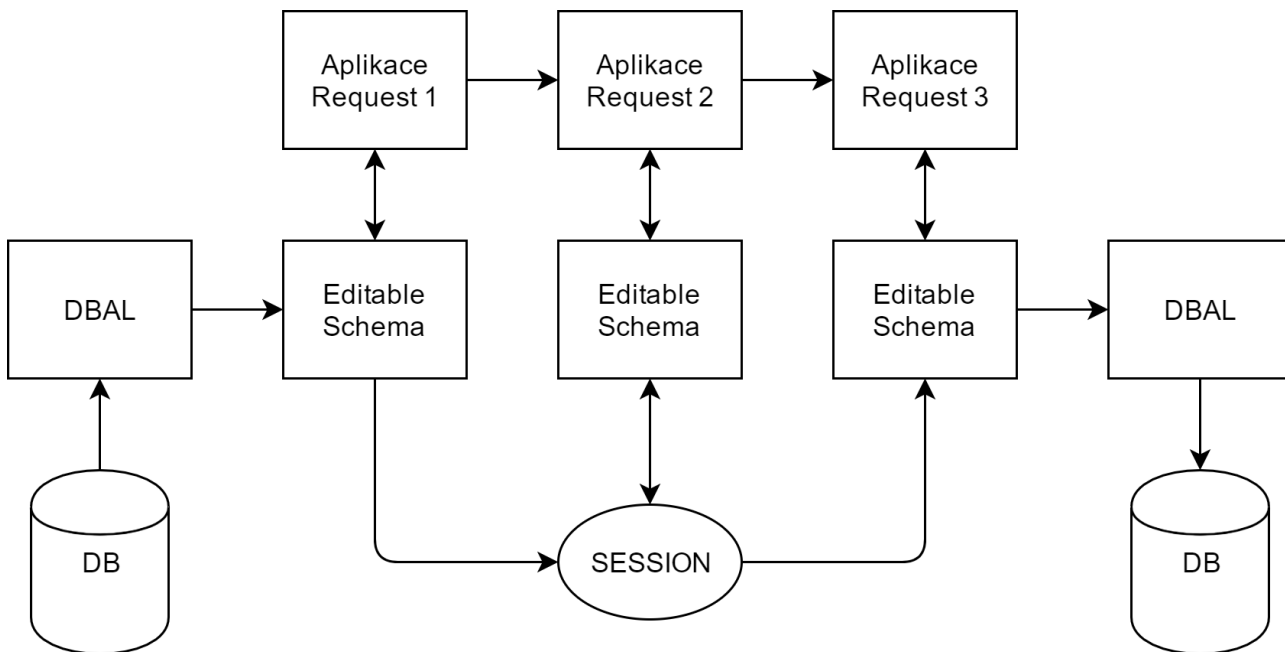 Aplikace
Request 1
Aplikace
Request 2
Aplikace
Request 3
DBAL
Editable
Schema
Editable
Schema
Editable
Schema
DBAL
DB
SESSION
DB